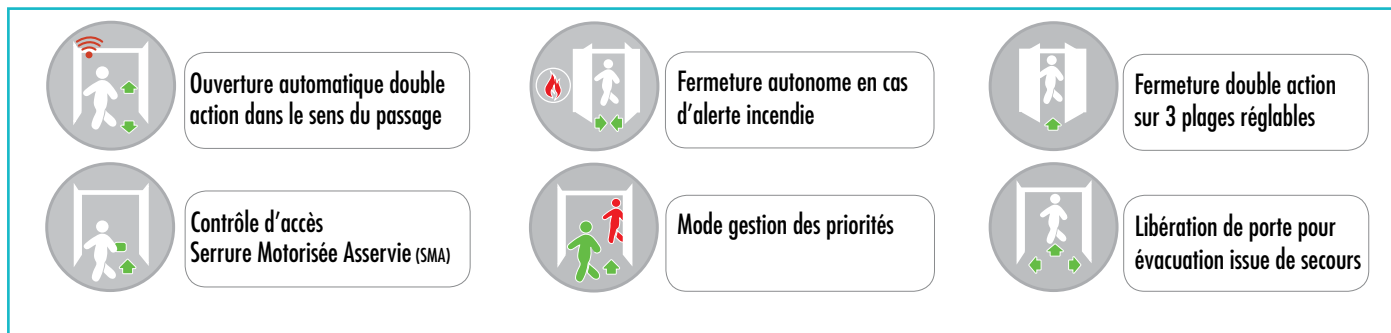 Ouverture automatique double
action dans le sens du passage
Fermeture autonome en cas
d'alerte incendie
Fermeture double action
sur 3 plages réglables
Contrôle d'accès
Serrure Motorisée Asservie (SMA)
Mode gestion des priorités
Libération de porte pour
évacuation issue de secours